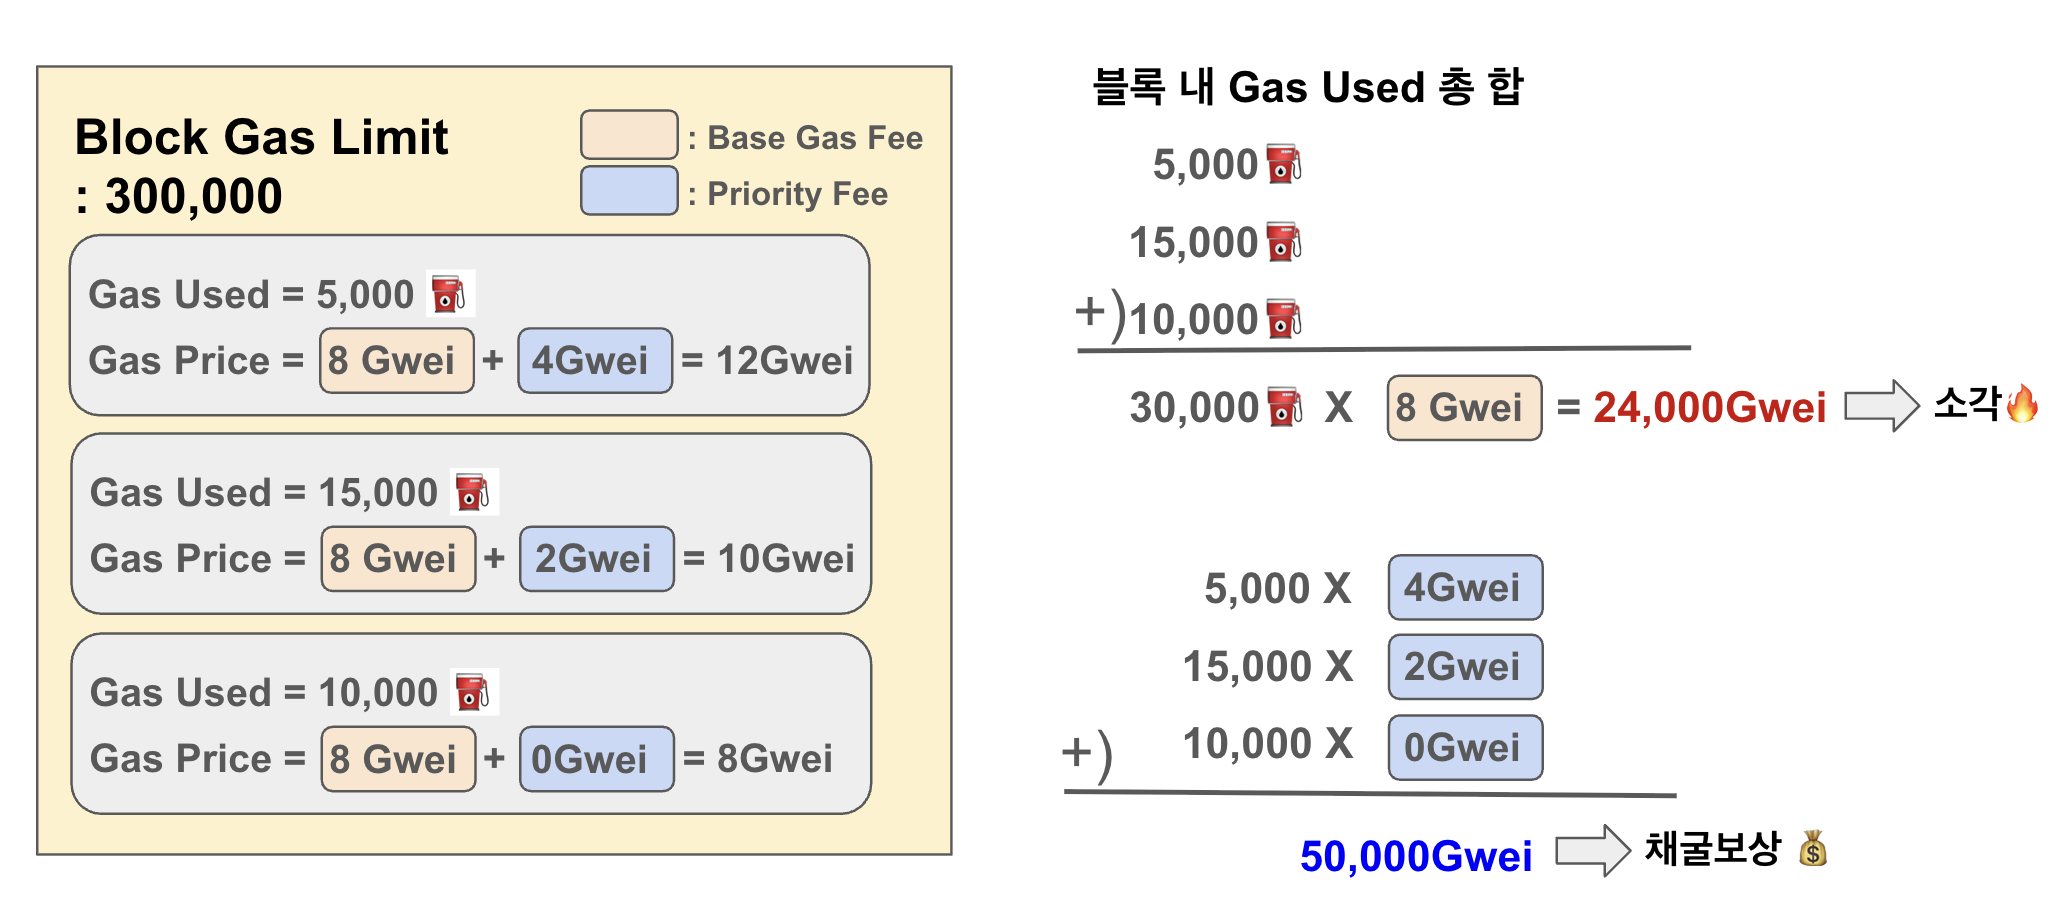 Block Gas Limit
: 300,000
: Base Gas Fee
: Priority Fee
Gas Used = 5,000
Gas Price = 8 Gwei + 4Gwei = 12Gwei
Gas Used = 15,000
Gas Price = 8 Gwei + 2Gwei = 10Gwei
Gas Used = 10,000
Gas Price = 8 Gwei + 0Gwei = 8Gwei
블록 내 Gas Used 총 합
5,000
15,000
+)10,000
30,000 X 8 Gwei = 24,000Gwei 소각
5,000 X 4Gwei
15,000 X 2Gwei
+) 10,000 X 0Gwei
50,000Gwei 채굴보상